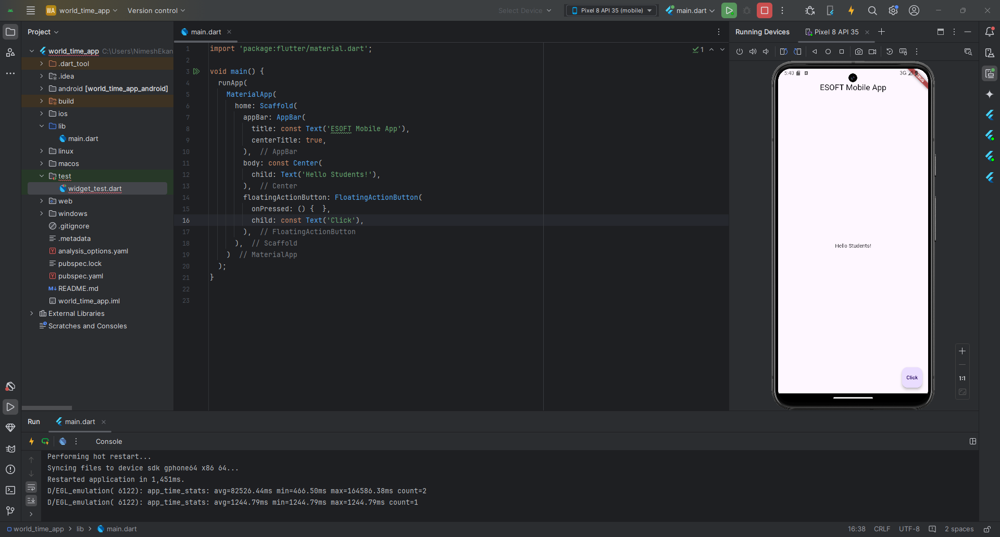 WA world_time_app Version control Select Device Pixel 8 API 35 (mobile) main.dart
Project
main.dart
Running Devices Pixel 8 API 35
world_time_app C:\Users\NimeshEkan
.dart_tool
.idea
android [world_time_app_android]
build
ios
lib
main.dart
linux
macos
test
widget_test.dart
web
windows
.gitignore
.metadata
analysis_options.yaml
pubspec.lock
pubspec.yaml
README.md
world_time_app.iml
External Libraries
Scratches and Consoles
1 import 'package:flutter/material.dart';
2
3 void main() {
4 runApp(
5 MaterialApp(
6 home: Scaffold(
7 appBar: AppBar(
8 title: const Text('ESOFT Mobile App'),
9 centerTitle: true,
10 ), // AppBar
11 body: const Center(
12 child: Text('Hello Students!'),
13 ), // Center
14 floatingActionButton: FloatingActionButton(
15 onPressed: () { },
16 child: const Text('Click'),
17 ), // FloatingActionButton
18 ), // Scaffold
19 ) // MaterialApp
20 );
21 }
22
23
1
5:40 3G
ESOFT Mobile App
Hello Students!
Click
1:1
Run main.dart
Console
Performing hot restart...
Syncing files to device sdk gphone64 x86 64...
Restarted application in 1,451ms.
D/EGL_emulation( 6122): app_time_stats: avg=82526.44ms min=466.50ms max=164586.38ms count=2
D/EGL_emulation( 6122): app_time_stats: avg=1244.79ms min=1244.79ms max=1244.79ms count=1
world_time_app > lib > main.dart
16:38 CRLF UTF-8 2 spaces